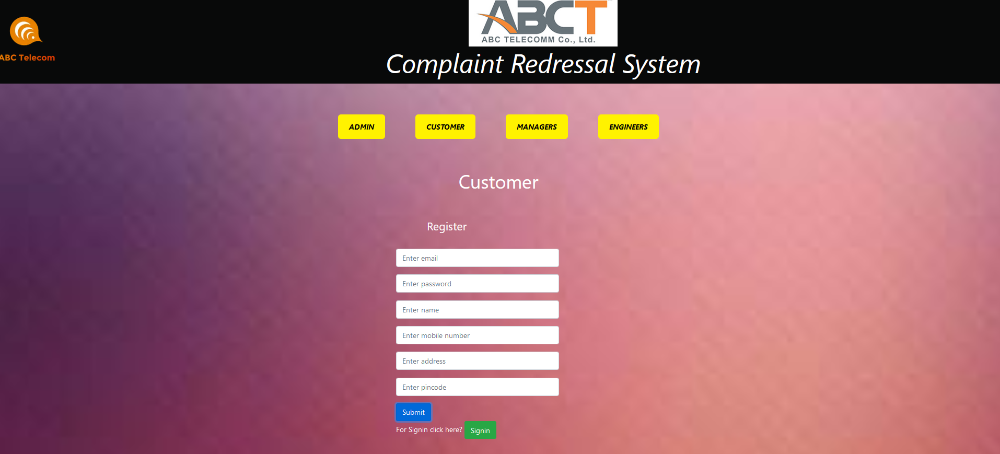 ABCT
ABC TELECOMM Co., Ltd.
ABC Telecom
Complaint Redressal System
ADMIN
CUSTOMER
MANAGERS
ENGINEERS
Customer
Register
Enter email
Enter password
Enter name
Enter mobile number
Enter address
Enter pincode
Submit
For Signin click here? Signin